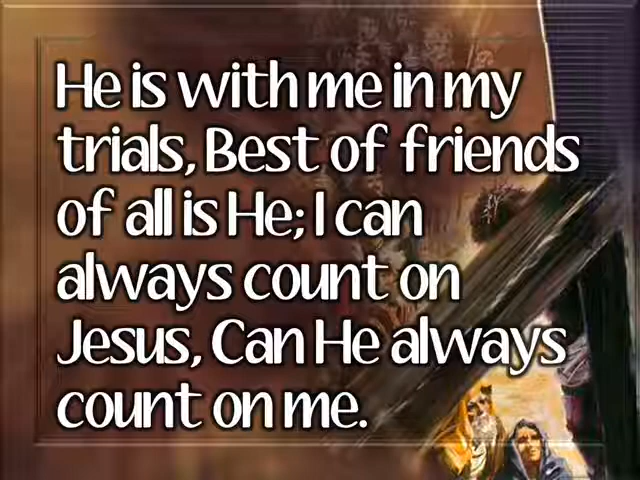 He is with me in my
trials, Best of friends
of all is He; I can
always count on
Jesus, Can He always
count on me.